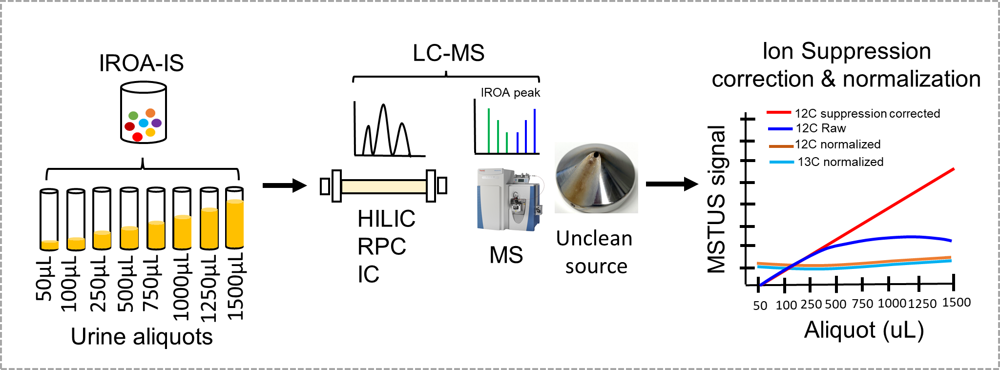 IROA-IS
50µL
100µL
250µL
500µL
750µL
1000µL
1250µL
1500µL
Urine aliquots
LC-MS
IROA peak
HILIC
RPC
IC
MS
Unclean
source
Ion Suppression
correction & normalization
12C suppression corrected
12C Raw
12C normalized
13C normalized
MSTUS signal
50 100 250 500 750 1000 1250 1500
Aliquot (uL)